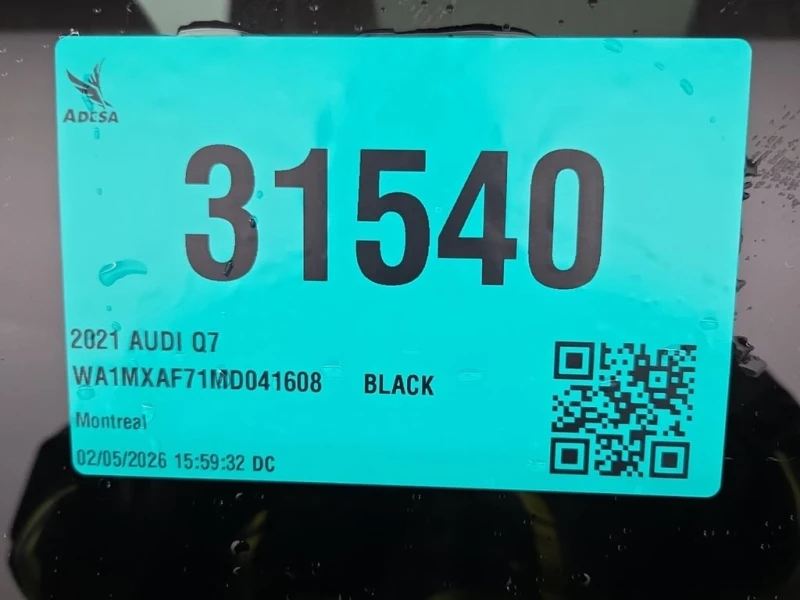 ADESA
31540
2021 AUDI Q7
WA1MXAF71MD041608 BLACK
Montreal
02/05/2026 15:59:32 DC